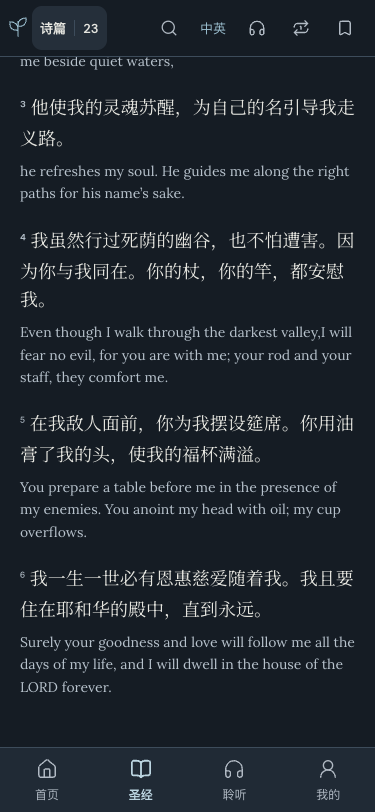 诗篇 23
中英
me beside quiet waters,
³ 他使我的灵魂苏醒，为自己的名引导我走
义路。
he refreshes my soul. He guides me along the right
paths for his name’s sake.
⁴ 我虽然行过死荫的幽谷，也不怕遭害。因
为你与我同在。你的杖，你的竿，都安慰
我。
Even though I walk through the darkest valley,I will
fear no evil, for you are with me; your rod and your
staff, they comfort me.
⁵ 在我敌人面前，你为我摆设筵席。你用油
膏了我的头，使我的福杯满溢。
You prepare a table before me in the presence of
my enemies. You anoint my head with oil; my cup
overflows.
⁶ 我一生一世必有恩惠慈爱随着我。我且要
住在耶和华的殿中，直到永远。
Surely your goodness and love will follow me all the
days of my life, and I will dwell in the house of the
LORD forever.
首页 圣经 聆听 我的